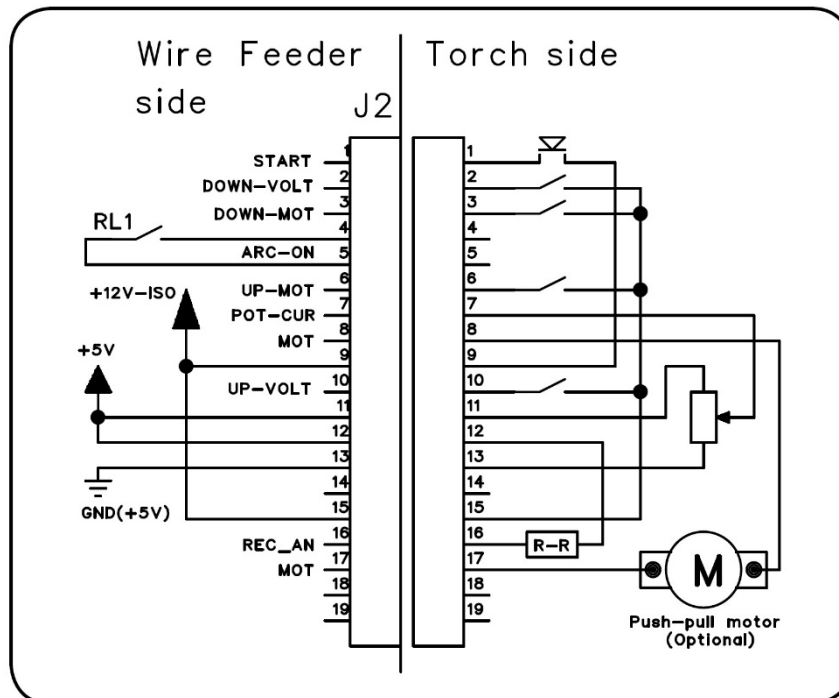 Wire Feeder side
Torch side
J2
1
START
2
DOWN-VOLT
3
DOWN-MOT
RL1
4
ARC-ON
5
+12V-ISO
6
UP-MOT
7
POT-CUR
8
MOT
+5V
9
10
UP-VOLT
11
12
13
14
GND(+5V)
15
16
REC_AN
17
MOT
18
19
1
2
3
4
5
6
7
8
9
10
11
12
13
14
15
16
R-R
17
M
18
19
Push-pull motor
(Optional)